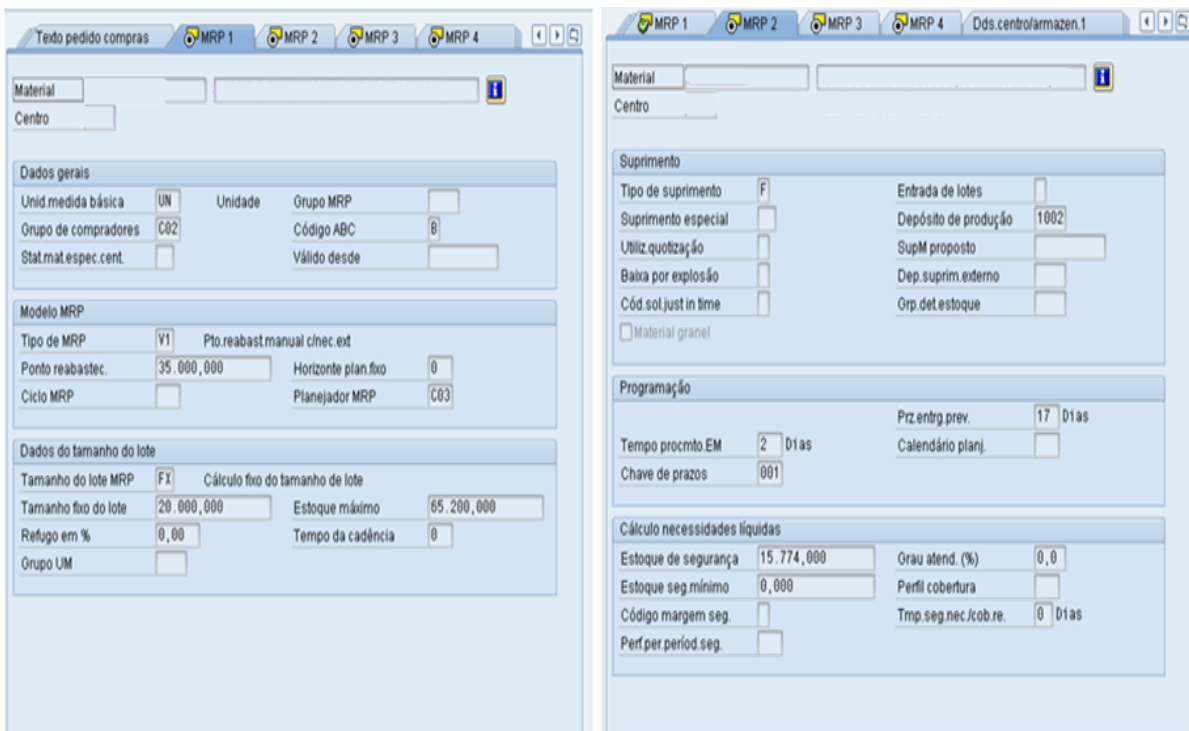 Texto pedido compras MRP 1 MRP 2 MRP 3 MRP 4
Material
Centro
Dados gerais
Unid.medida básica UN Unidade Grupo MRP
Grupo de compradores C02 Código ABC B
Stat.mat.espec.cent. Válido desde
Modelo MRP
Tipo de MRP V1 Pto.reabast.manual c/nec.ext
Ponto reabastec. 35.000,000 Horizonte plan.fixo 0
Ciclo MRP Planejador MRP C03
Dados do tamanho do lote
Tamanho do lote MRP FX Cálculo fixo do tamanho de lote
Tamanho fixo do lote 20.000,000 Estoque máximo 65.200,000
Refugo em % 0,00 Tempo da cadência 0
Grupo UM
MRP 1 MRP 2 MRP 3 MRP 4 Dds.centro/armazen.1
Material
Centro
Suprimento
Tipo de suprimento F Entrada de lotes
Suprimento especial Depósito de produção 1002
Utiliz.quotização SupM proposto
Baixa por explosão Dep.suprim.externo
Cód.sol.just in time Grp.det.estoque
Material granel
Programação
Prz.entrg.prev. 17 Dias
Tempo procmto.EM 2 Dias Calendário planj.
Chave de prazos 001
Cálculo necessidades líquidas
Estoque de segurança 15.774,000 Grau atend. (%) 0,0
Estoque seg.mínimo 0,000 Perfil cobertura
Código margem seg. Tmp.seg.nec./cob.re. 0 Dias
Perf.per.períod.seg.